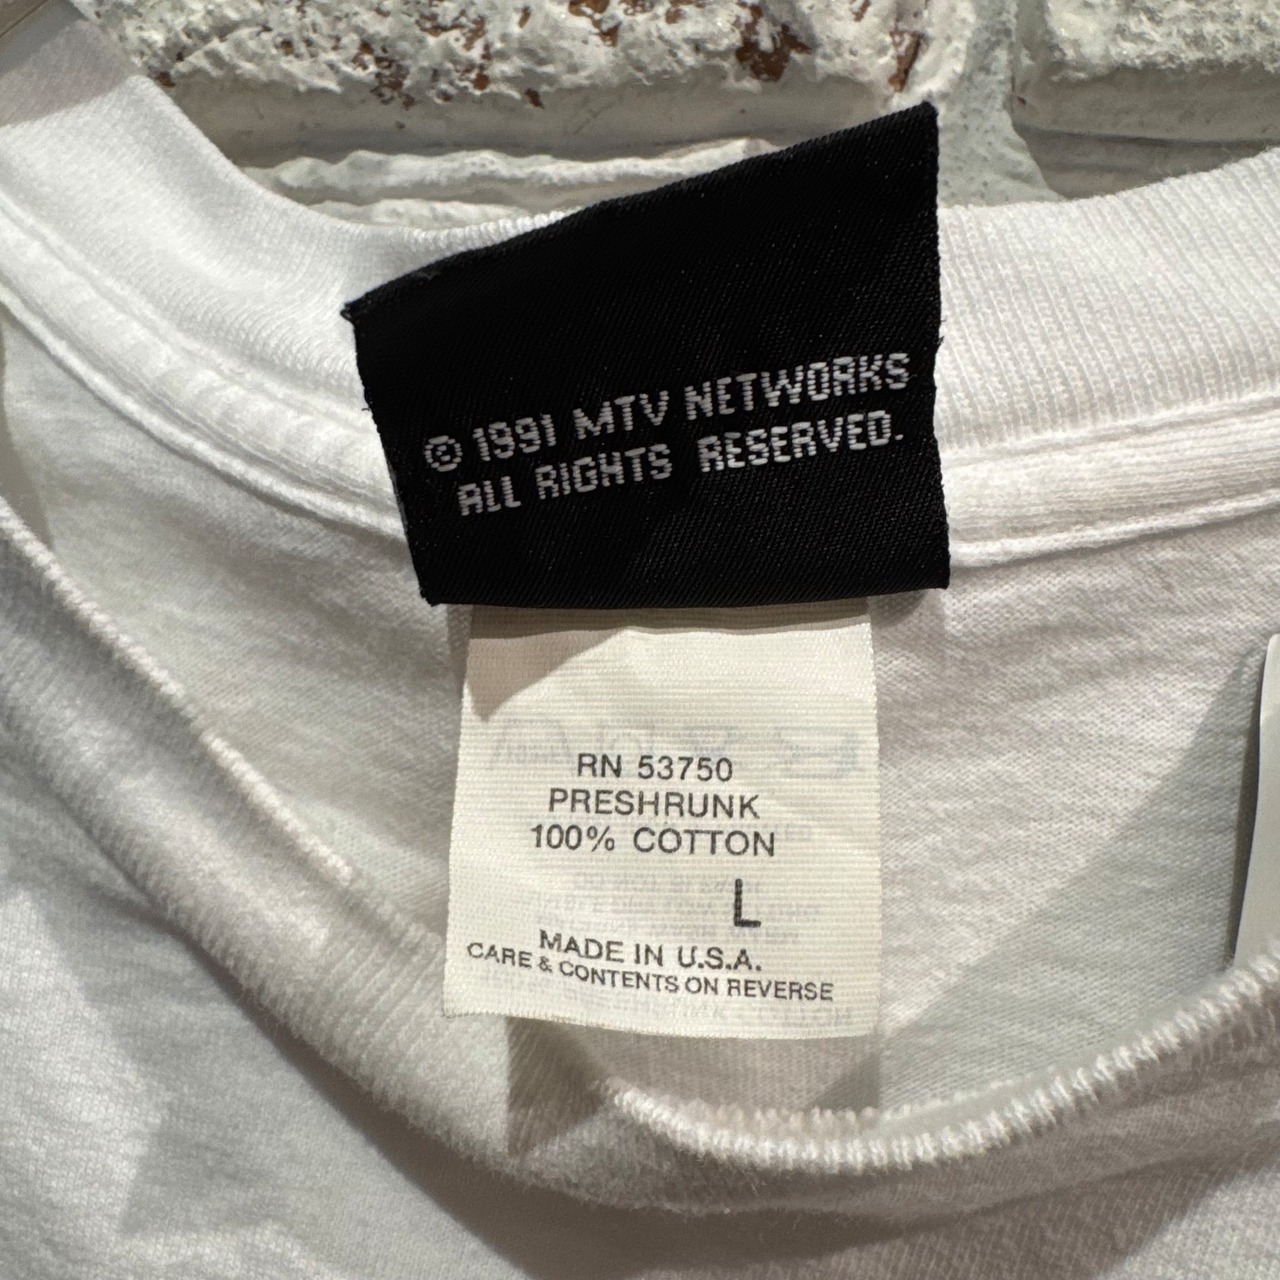 © 1991 MTV NETWORKS
ALL RIGHTS RESERVED.
RN 53750
PRESHRUNK
100% COTTON
L
MADE IN U.S.A.
CARE & CONTENTS ON REVERSE